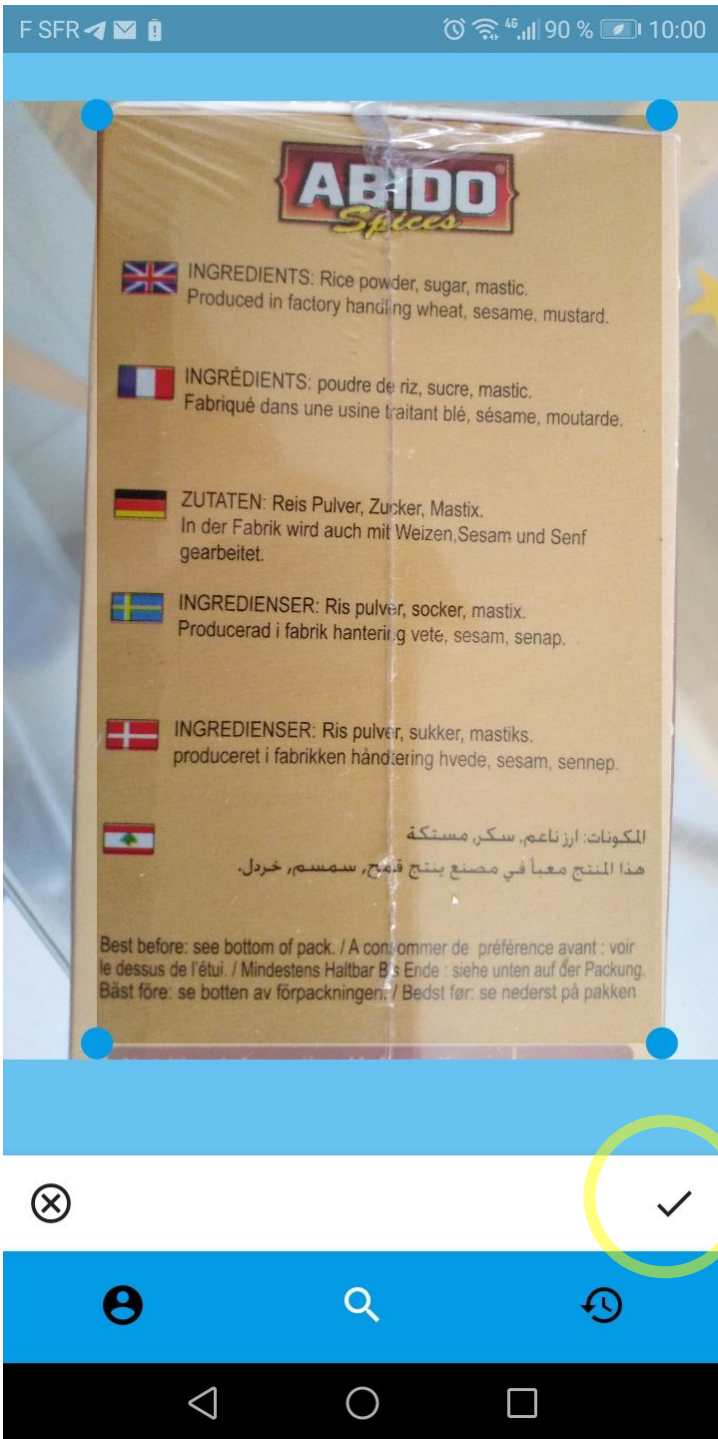 F SFR 46 90 % 10:00
ABIDO
Spices
INGREDIENTS: Rice powder, sugar, mastic.
Produced in factory handling wheat, sesame, mustard.
INGRÉDIENTS: poudre de riz, sucre, mastic.
Fabriqué dans une usine traitant blé, sésame, moutarde.
ZUTATEN: Reis Pulver, Zucker, Mastix.
In der Fabrik wird auch mit Weizen,Sesam und Senf
gearbeitet.
INGREDIENSER: Ris pulver, socker, mastix.
Producerad i fabrik hantering vete, sesam, senap.
INGREDIENSER: Ris pulver, sukker, mastiks.
produceret i fabrikken håndtering hvede, sesam, sennep.
المكونات: ارز ناعم, سكر, مستكة
هذا المنتج معبأ في مصنع ينتج قمح, سمسم, خردل.
Best before: see bottom of pack. / A consommer de préférence avant : voir
le dessus de l'étui. / Mindestens Haltbar Bis Ende : siehe unten auf der Packung.
Bäst före: se botten av förpackningen. / Bedst før: se nederst på pakken